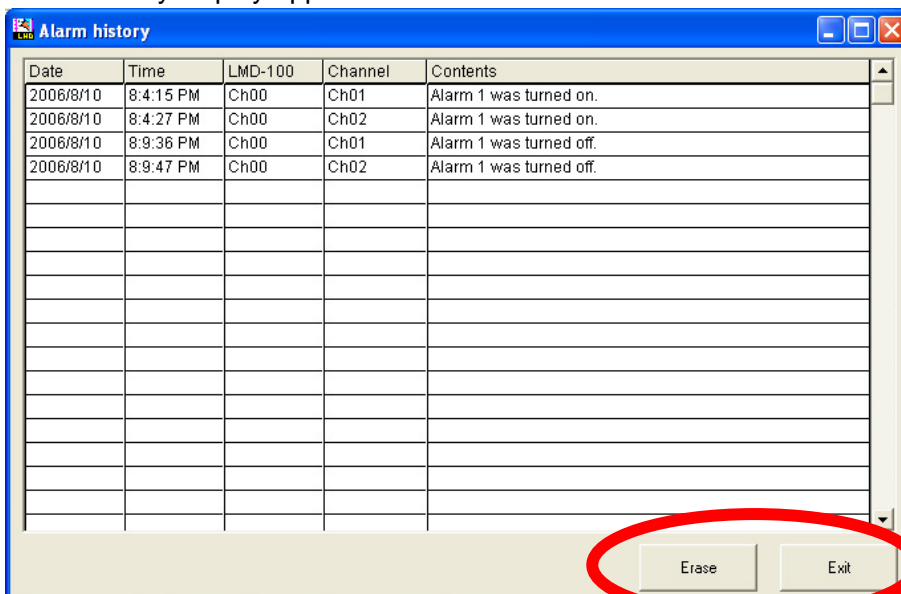 Alarm history
Date Time LMD-100 Channel Contents
2006/8/10 8:4:15 PM Ch00 Ch01 Alarm 1 was turned on.
2006/8/10 8:4:27 PM Ch00 Ch02 Alarm 1 was turned on.
2006/8/10 8:9:36 PM Ch00 Ch01 Alarm 1 was turned off.
2006/8/10 8:9:47 PM Ch00 Ch02 Alarm 1 was turned off.
Erase Exit